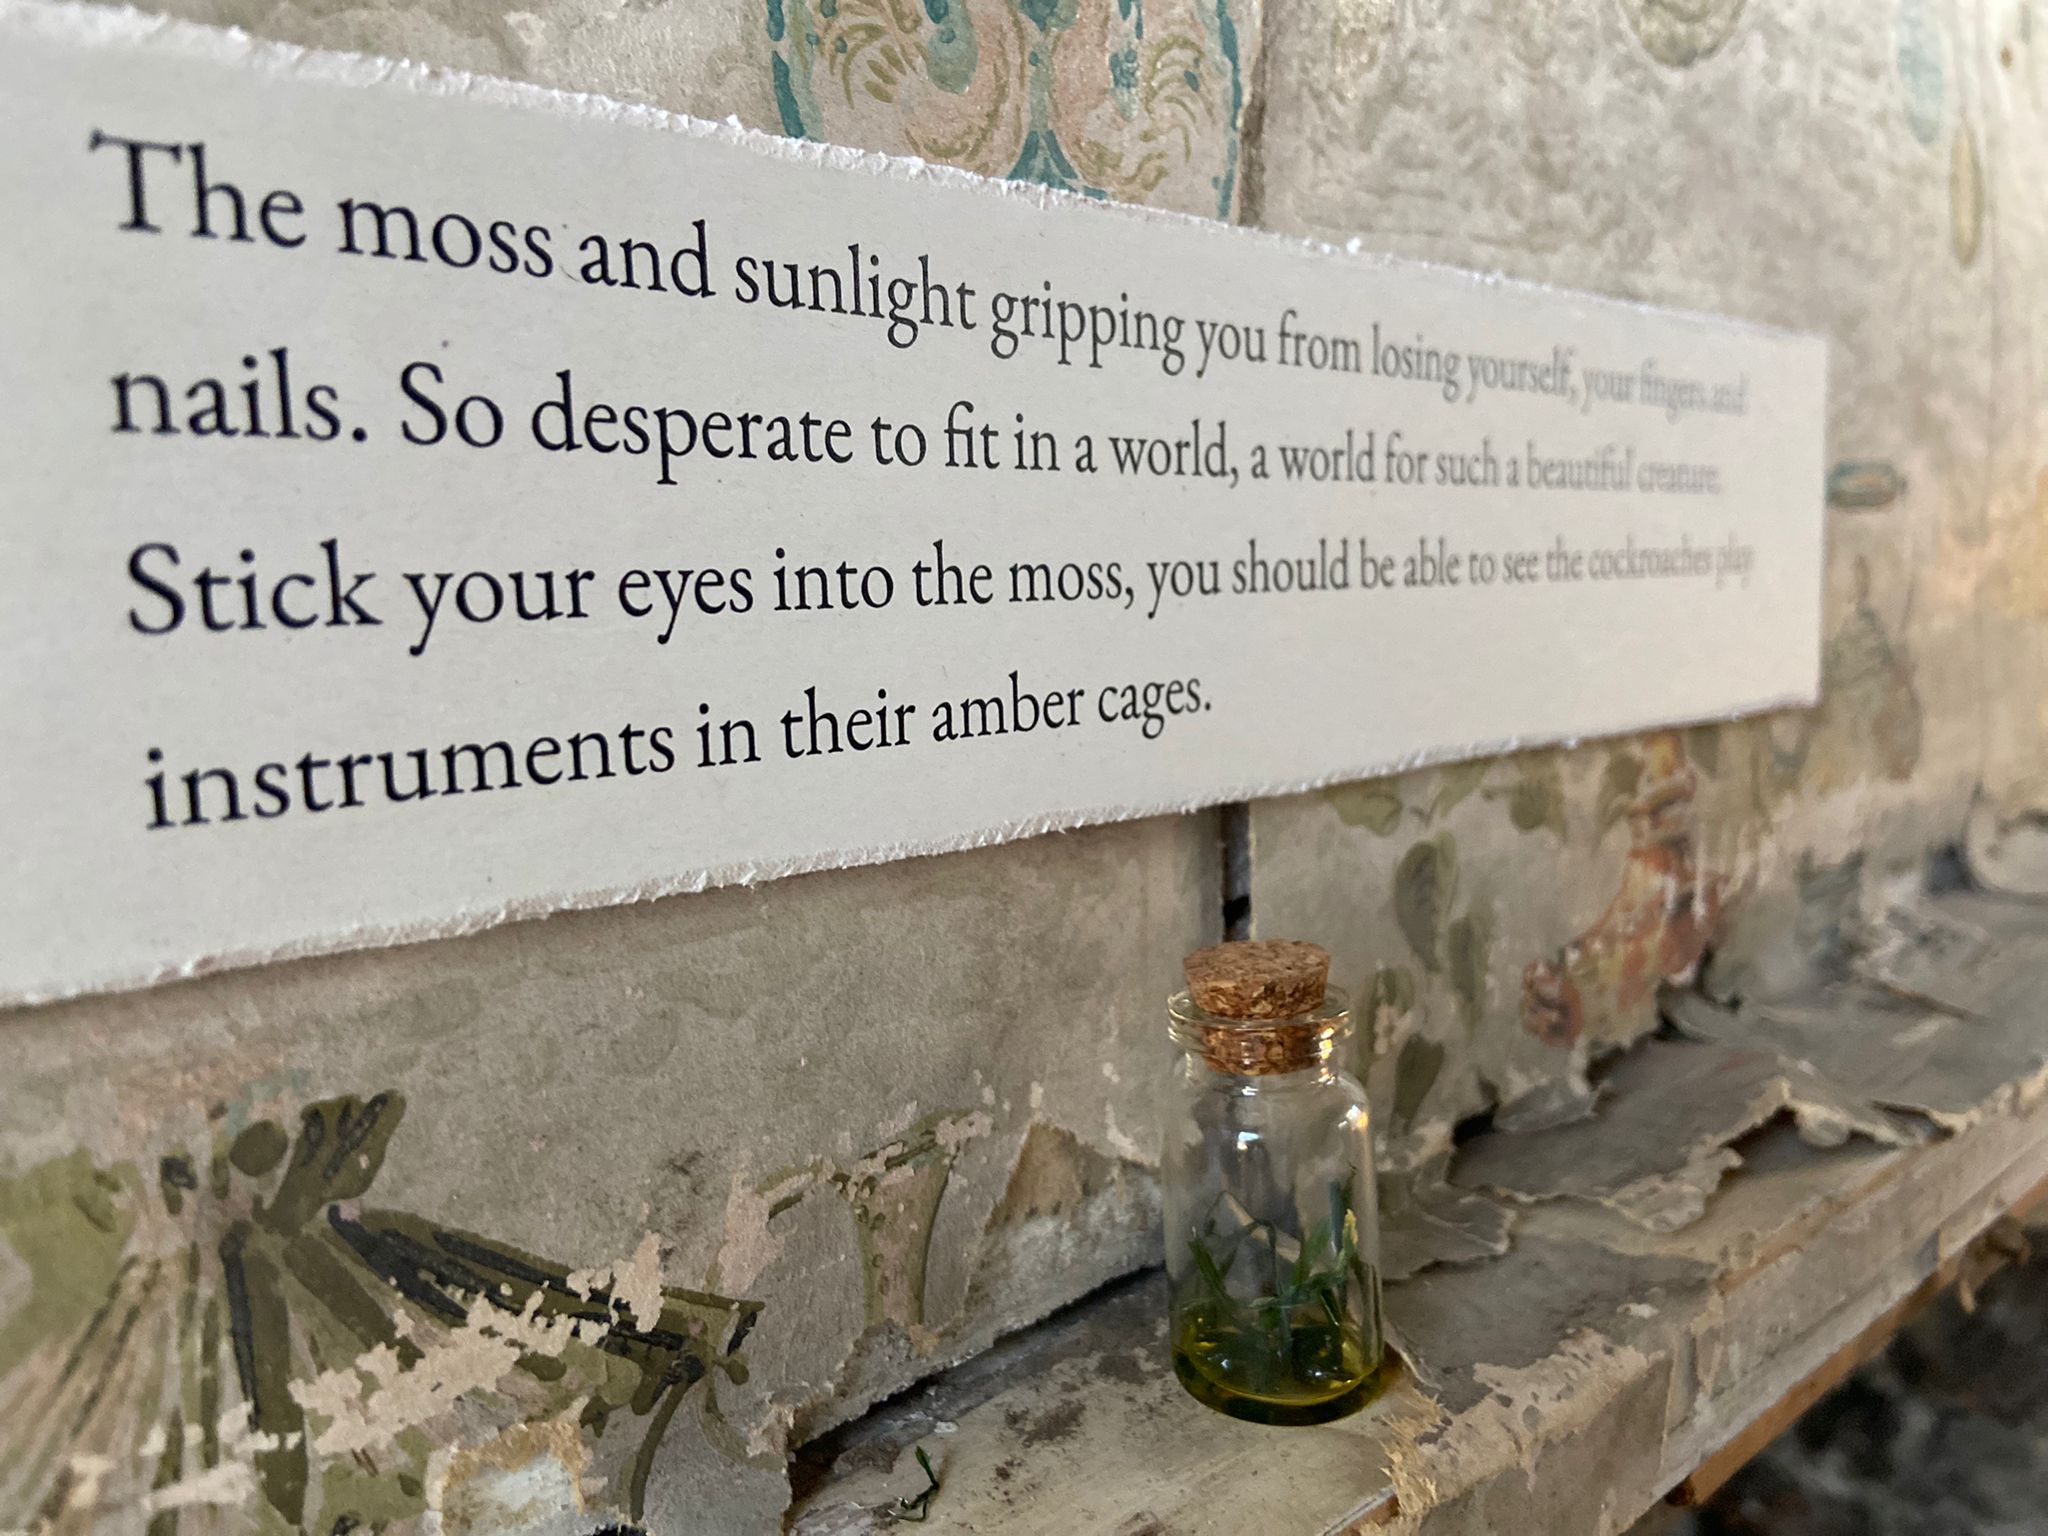 The moss and sunlight gripping you from losing yourself, your fingers and
nails. So desperate to fit in a world, a world for such a beautiful creature.
Stick your eyes into the moss, you should be able to see the cockroaches play
instruments in their amber cages.